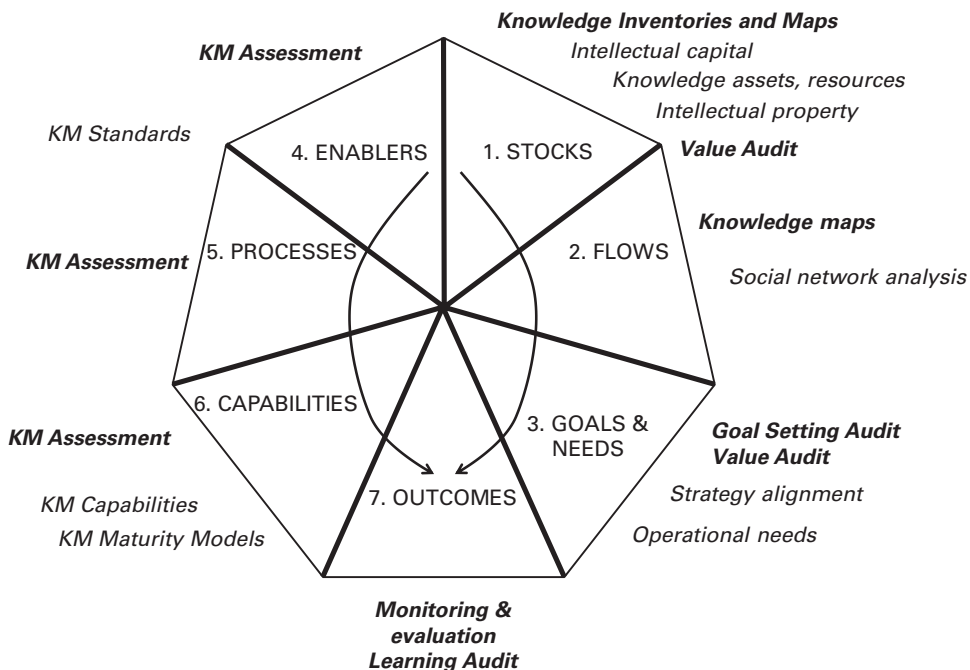 Knowledge Inventories and Maps
Intellectual capital
Knowledge assets, resources
Intellectual property
Value Audit
KM Assessment
KM Standards
4. ENABLERS
1. STOCKS
Knowledge maps
Social network analysis
2. FLOWS
5. PROCESSES
KM Assessment
6. CAPABILITIES
3. GOALS &
NEEDS
Goal Setting Audit
Value Audit
Strategy alignment
Operational needs
KM Assessment
KM Capabilities
KM Maturity Models
7. OUTCOMES
Monitoring &
evaluation
Learning Audit